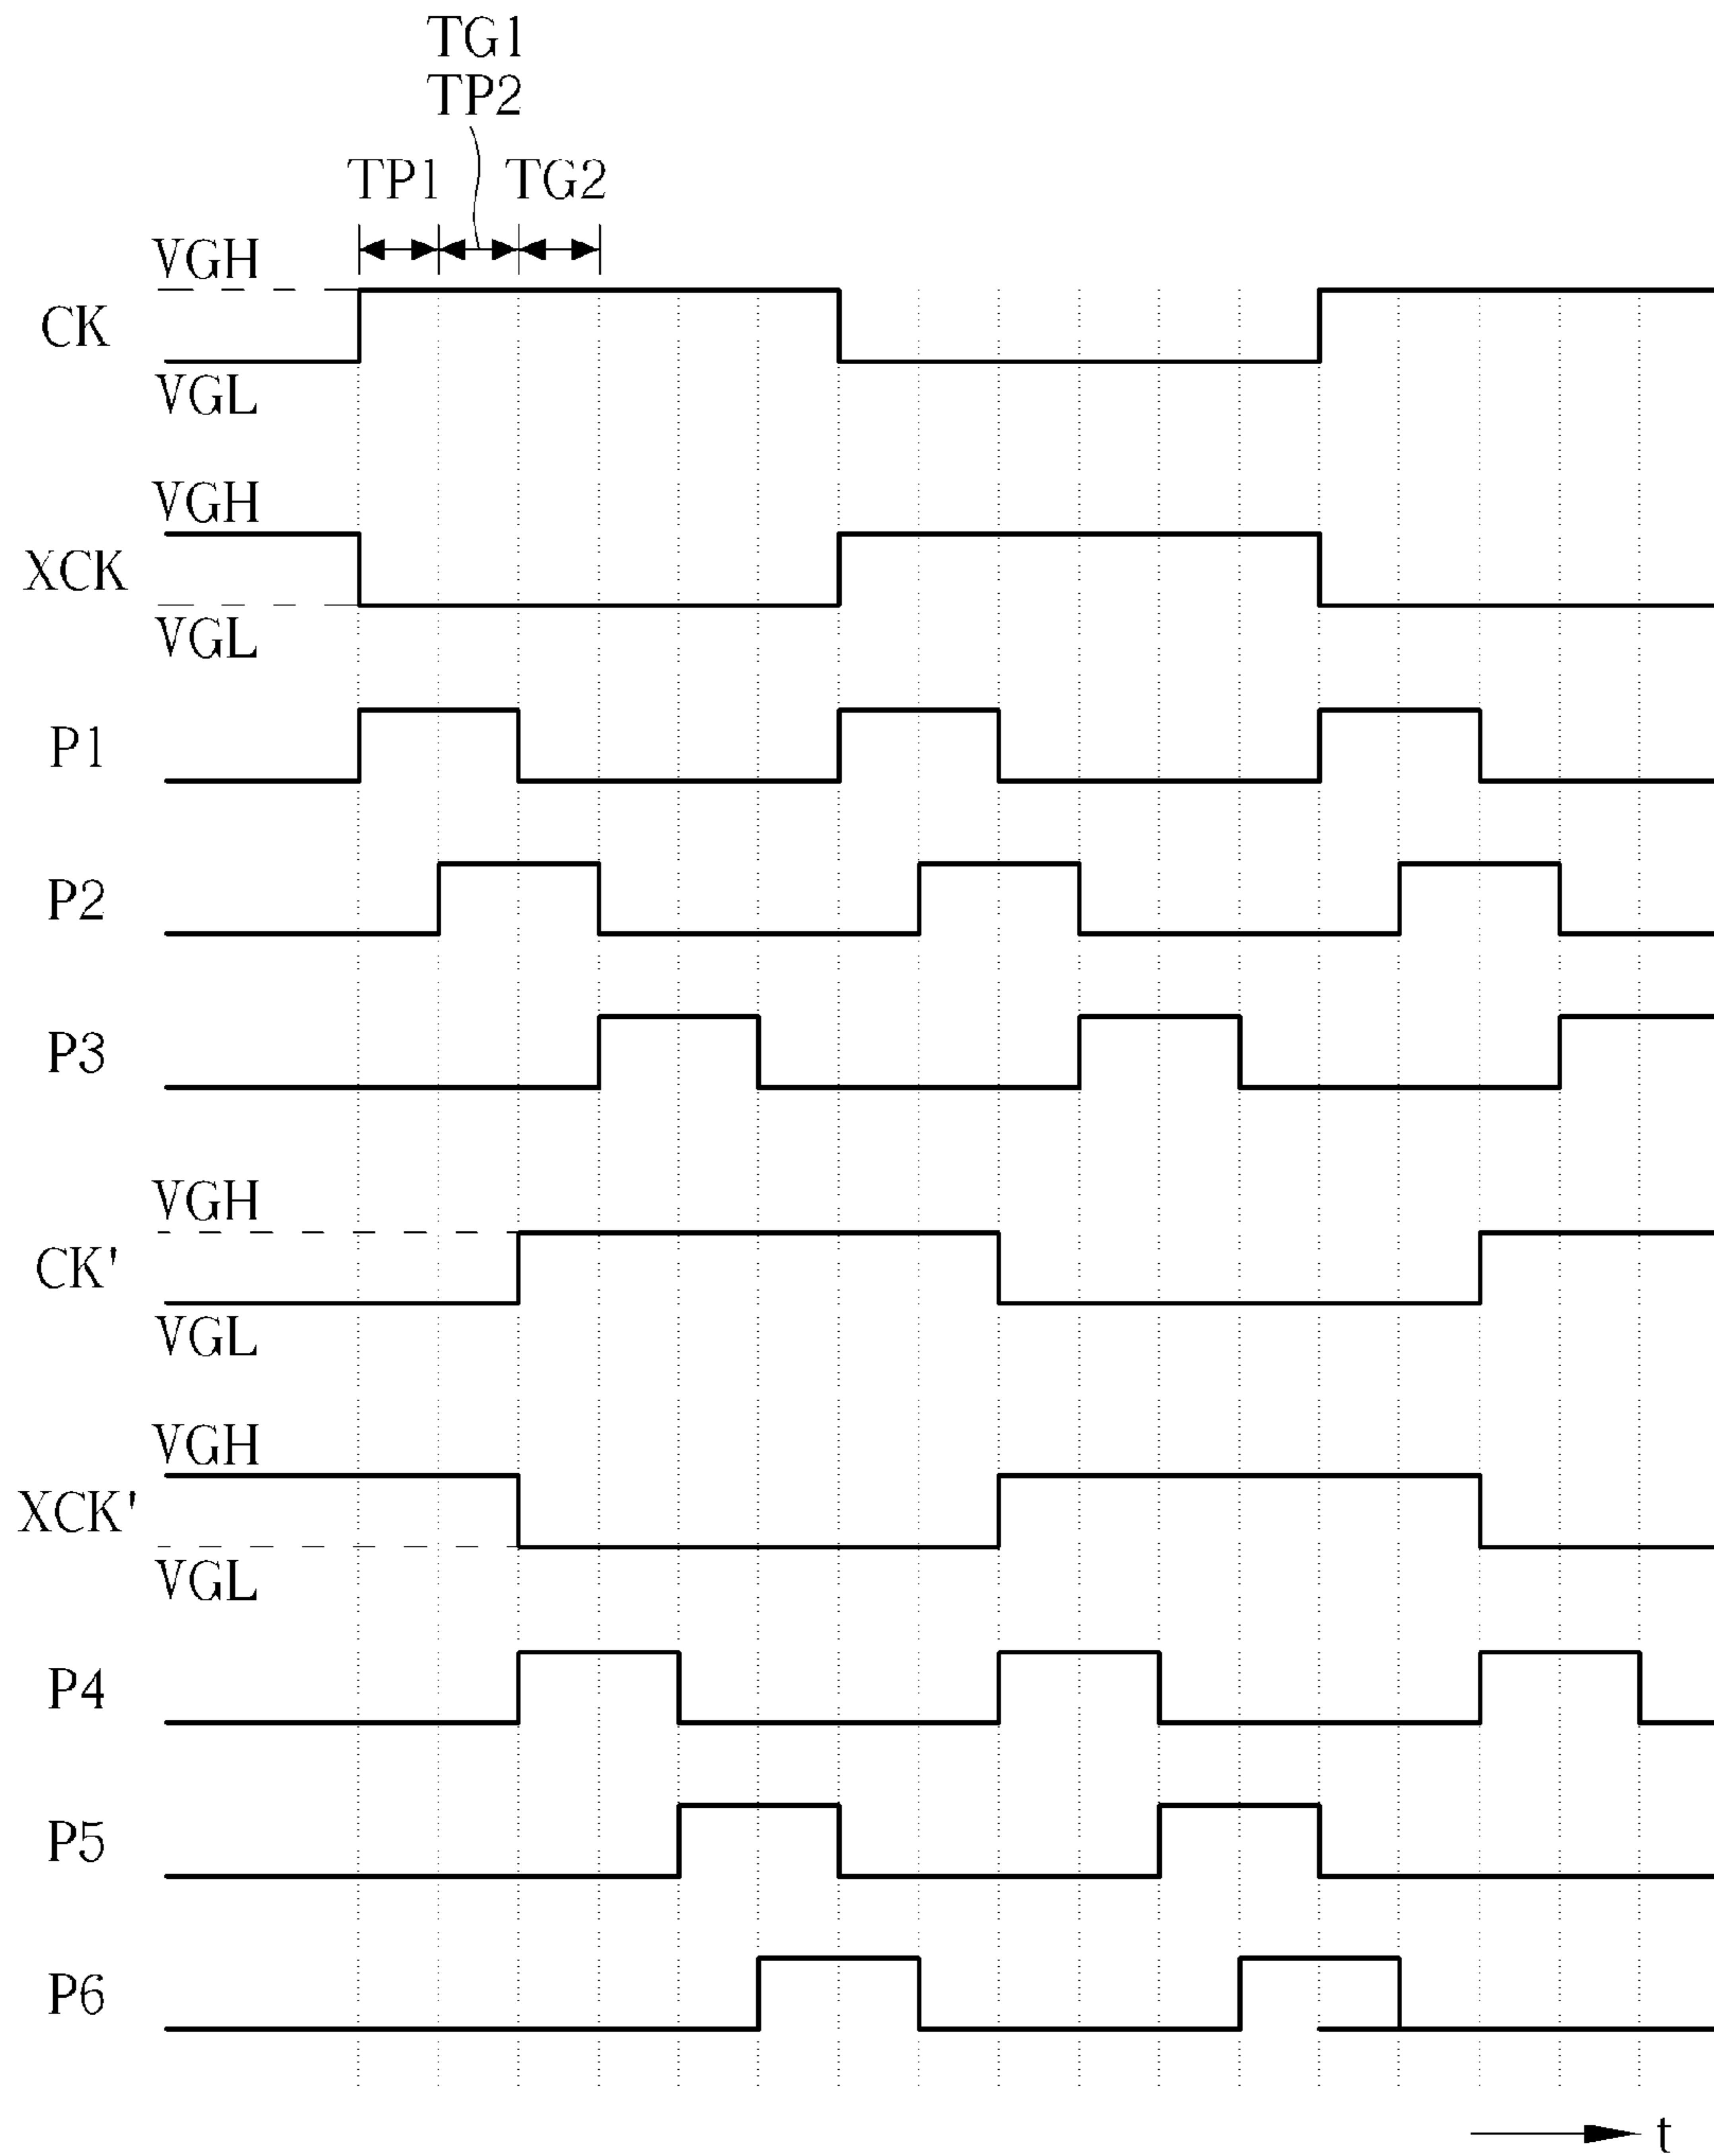 TG1
TP2
TP1
TG2
VGH
CK
VGL
VGH
XCK
VGL
P1
P2
P3
VGH
CK'
VGL
VGH
XCK'
VGL
P4
P5
P6
t